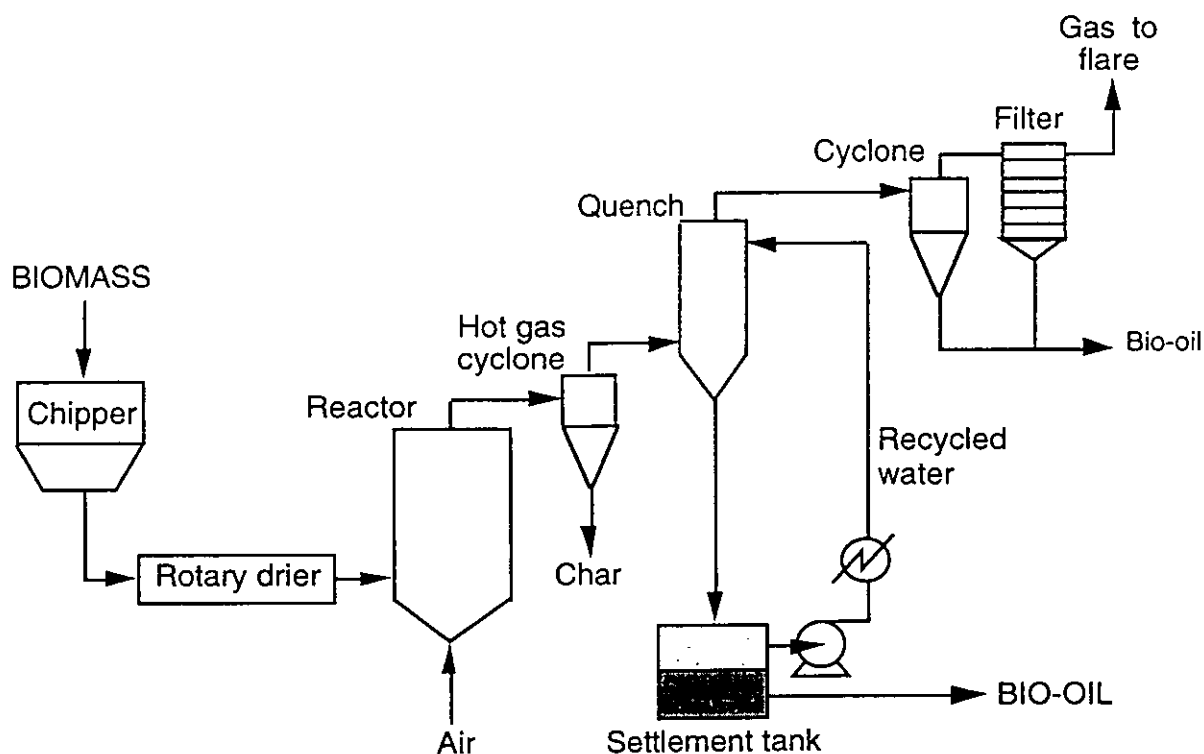 Gas to
flare
Filter
Cyclone
Quench
BIOMASS
Hot gas
cyclone
Bio-oil
Chipper
Reactor
Recycled
water
Rotary drier
Char
BIO-OIL
Air
Settlement tank